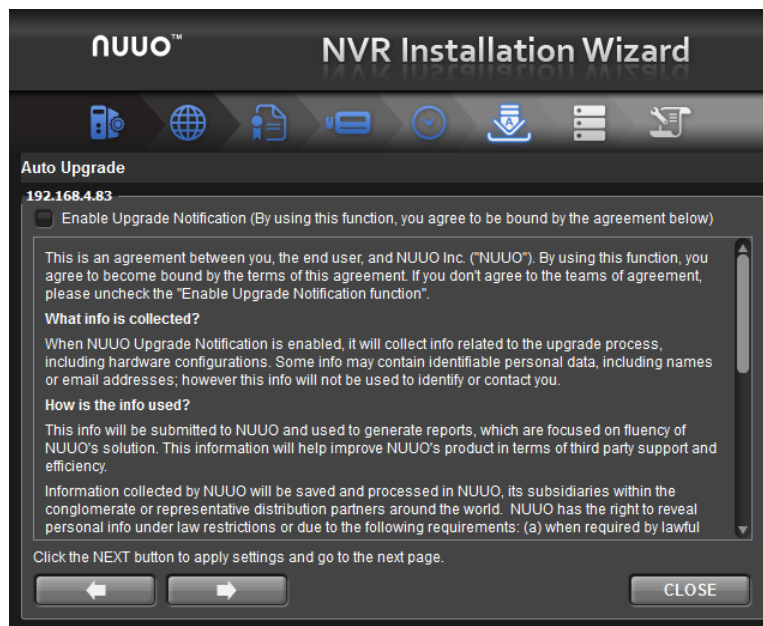 nuuo™
NVR Installation Wizard
Auto Upgrade
192.168.4.83
Enable Upgrade Notification (By using this function, you agree to be bound by the agreement below)
This is an agreement between you, the end user, and NUUO Inc. ("NUUO"). By using this function, you
agree to become bound by the terms of this agreement. If you don't agree to the teams of agreement,
please uncheck the "Enable Upgrade Notification function".
What info is collected?
When NUUO Upgrade Notification is enabled, it will collect info related to the upgrade process,
including hardware configurations. Some info may contain identifiable personal data, including names
or email addresses; however this info will not be used to identify or contact you.
How is the info used?
This info will be submitted to NUUO and used to generate reports, which are focused on fluency of
NUUO's solution. This information will help improve NUUO's product in terms of third party support and
efficiency.
Information collected by NUUO will be saved and processed in NUUO, its subsidiaries within the
conglomerate or representative distribution partners around the world. NUUO has the right to reveal
personal info under law restrictions or due to the following requirements: (a) when required by lawful
Click the NEXT button to apply settings and go to the next page.
CLOSE